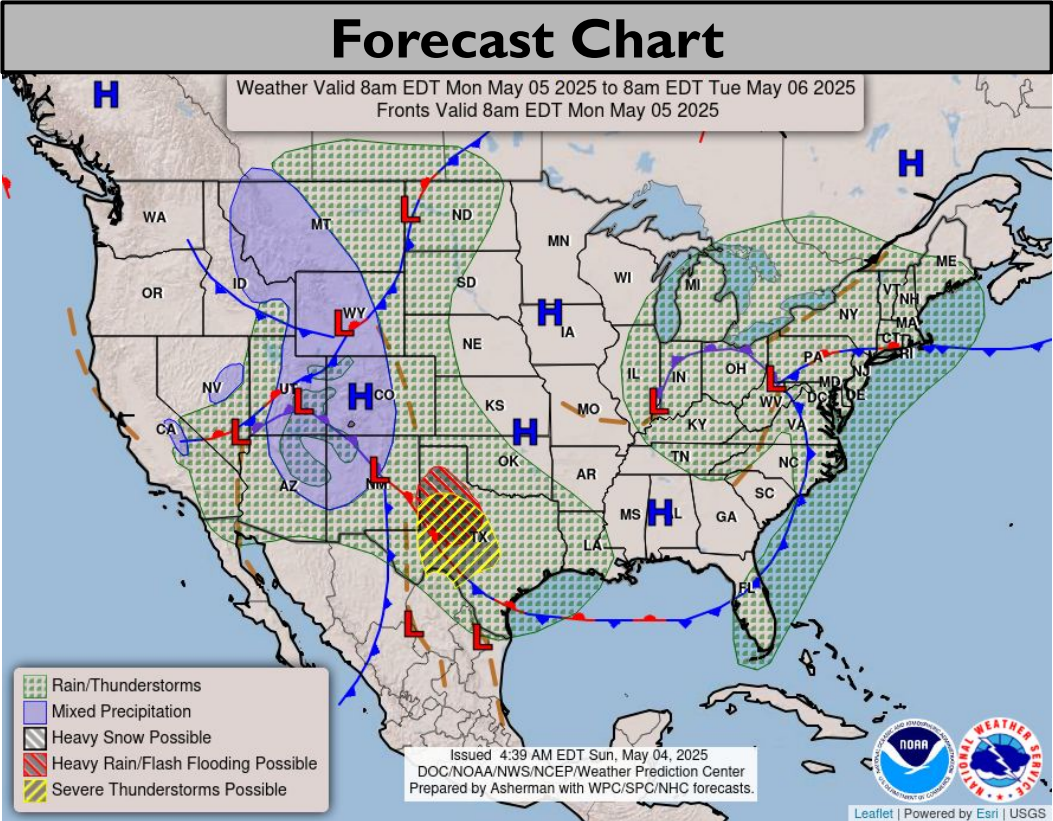 Forecast Chart
Weather Valid 8am EDT Mon May 05 2025 to 8am EDT Tue May 06 2025
Fronts Valid 8am EDT Mon May 05 2025
H
H
WA
MT
L
ND
MN
ME
ID
OR
SD
WI
MI
VT
NH
WY
L
H
IA
NY
MA
CT
RI
NE
PA
NV
UT
L
H
CO
IL
IN
OH
L
MD
NJ
DC
DE
WV
KS
MO
L
KY
VA
CA
L
H
OK
TN
NC
AZ
NM
L
AR
SC
MS
H
AL
GA
TX
LA
FL
L
L
Rain/Thunderstorms
Mixed Precipitation
Heavy Snow Possible
Heavy Rain/Flash Flooding Possible
Severe Thunderstorms Possible
Issued 4:39 AM EDT Sun, May 04, 2025
DOC/NOAA/NWS/NCEP/Weather Prediction Center
Prepared by Asherman with WPC/SPC/NHC forecasts.
NOAA
NATIONAL WEATHER SERVICE
Leaflet | Powered by Esri | USGS